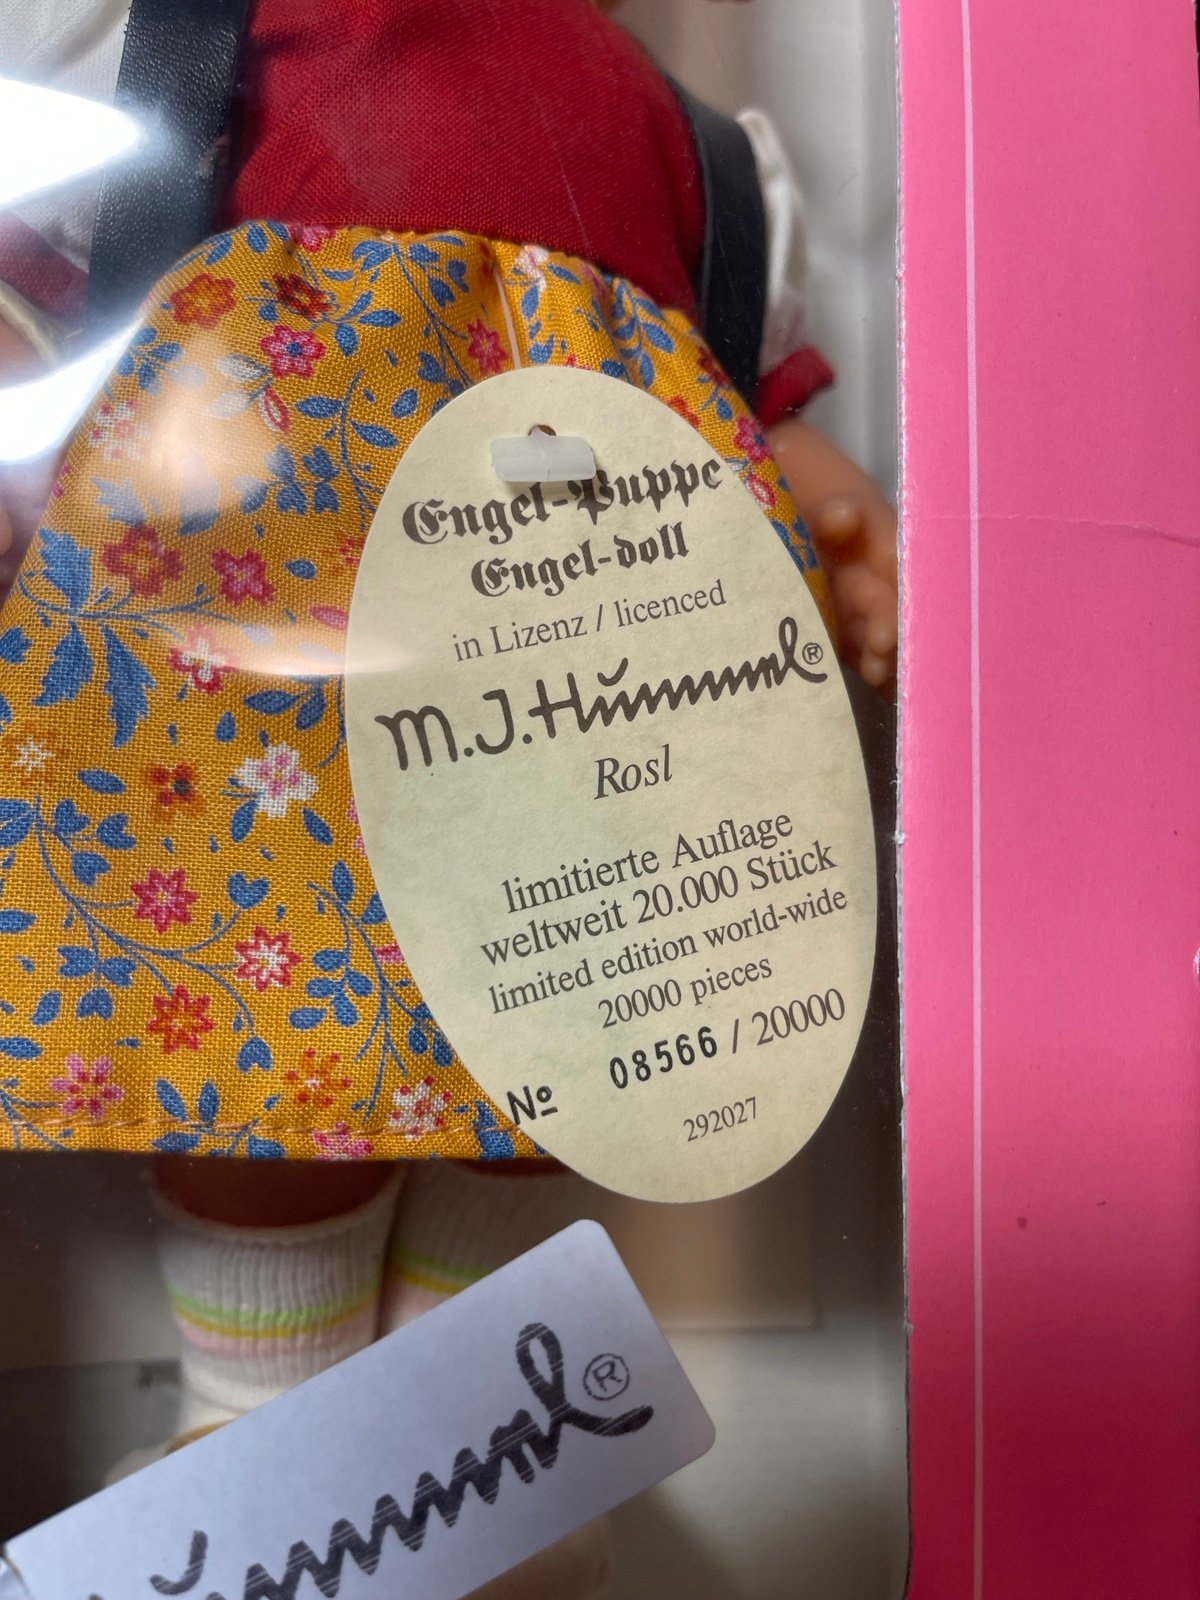 Engel-Puppe
Engel-doll
in Lizenz / licenced
M.J.Hummel®
Rosl
limitierte Auflage
weltweit 20.000 Stück
limited edition world-wide
20000 pieces
Nº 08566 / 20000
292027
ummel®